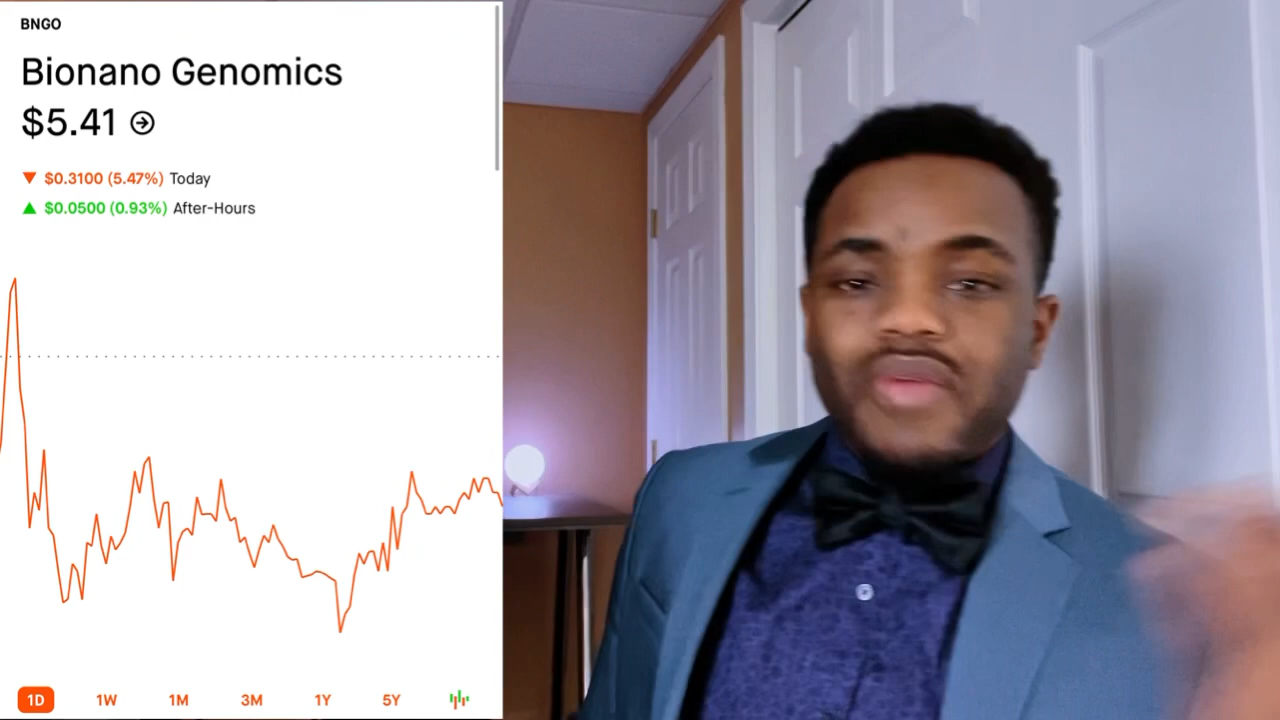 BNGO
Bionano Genomics
$5.41
$0.3100 (5.47%) Today
$0.0500 (0.93%) After-Hours
1D 1W 1M 3M 1Y 5Y